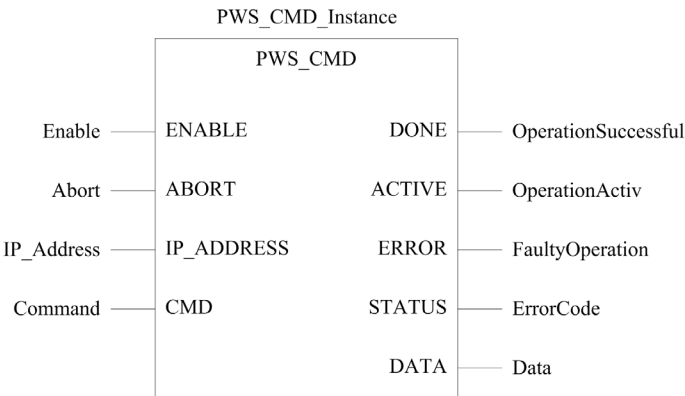 PWS_CMD_Instance
PWS_CMD
Enable ENABLE DONE OperationSuccessful
Abort ABORT ACTIVE OperationActiv
IP_Address IP_ADDRESS ERROR FaultyOperation
Command CMD STATUS ErrorCode
DATA Data